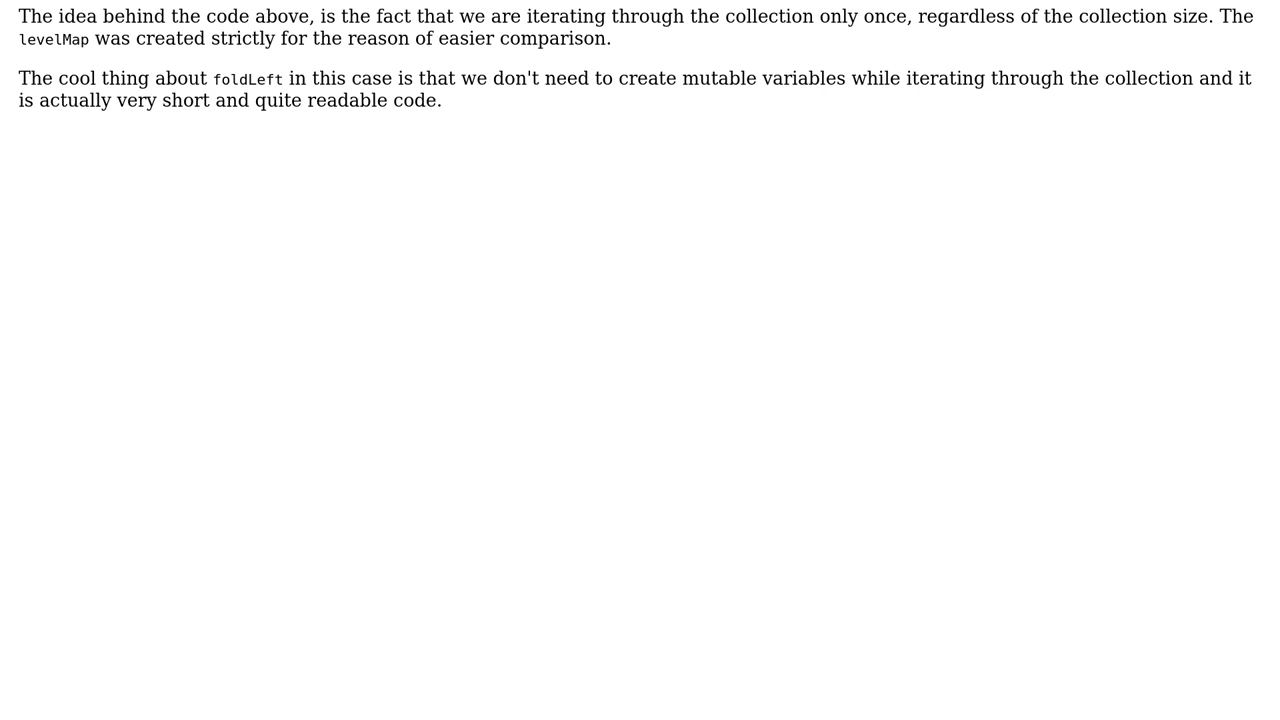 The idea behind the code above, is the fact that we are iterating through the collection only once, regardless of the collection size. The
levelMap was created strictly for the reason of easier comparison.
The cool thing about foldLeft in this case is that we don't need to create mutable variables while iterating through the collection and it
is actually very short and quite readable code.